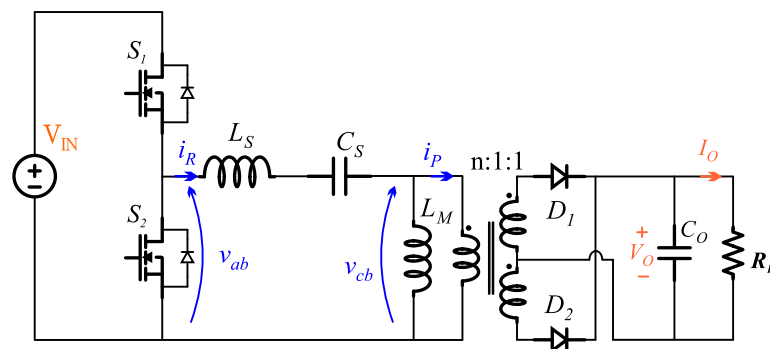 S1
LS
CS
iR
iP
n:1:1
IO
VIN
D1
LM
S2
vab
vcb
+
VO
−
CO
D2